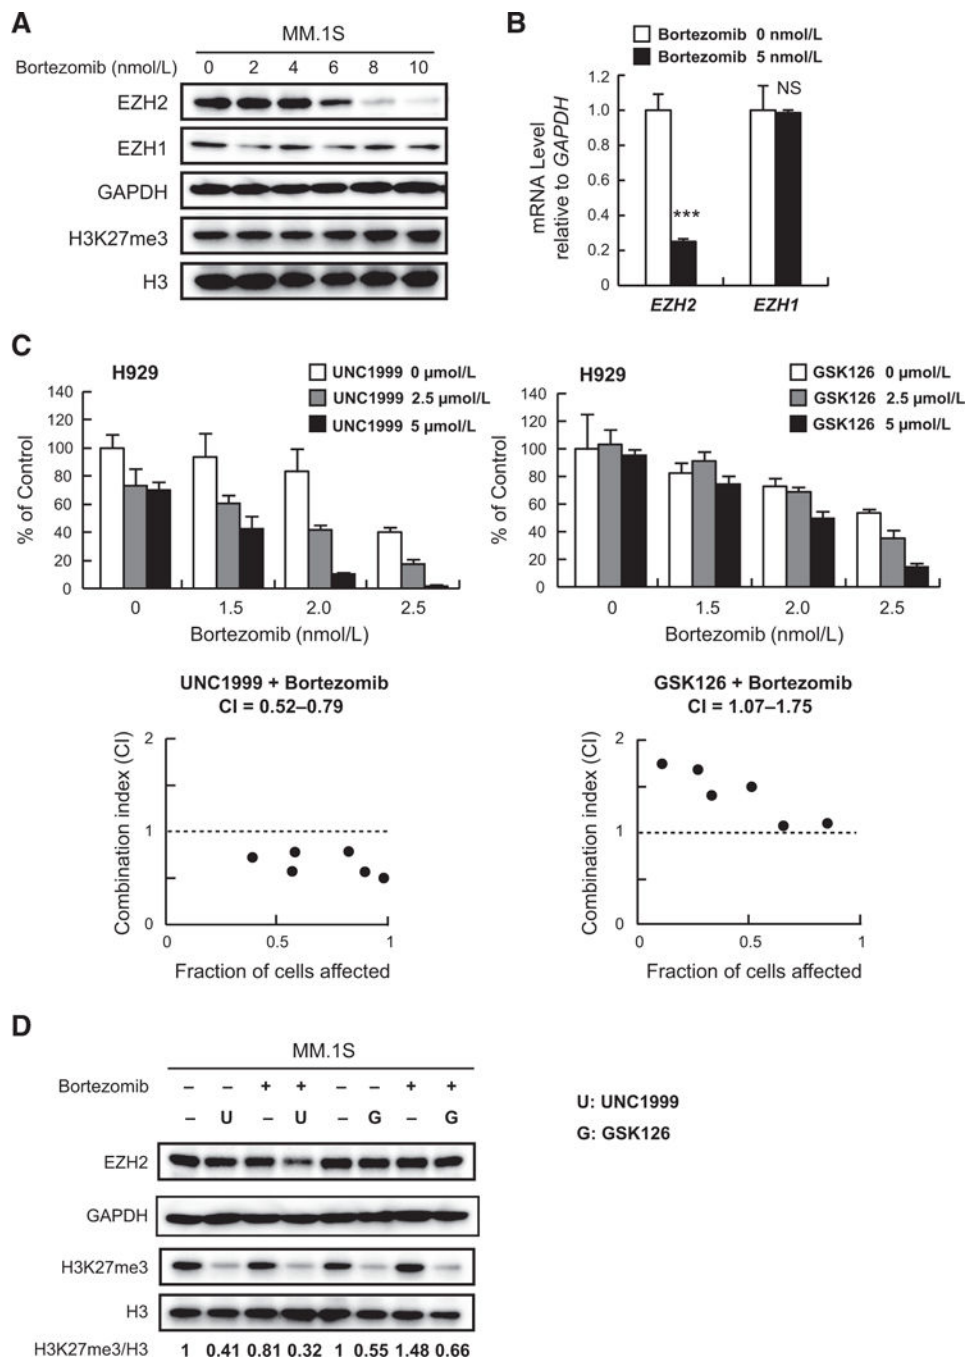 A
MM.1S
Bortezomib (nmol/L) 0 2 4 6 8 10
EZH2
EZH1
GAPDH
H3K27me3
H3
B
Bortezomib 0 nmol/L
Bortezomib 5 nmol/L
mRNA Level
relative to GAPDH
1.2
1.0
0.8
0.6
0.4
0.2
0
***
NS
EZH2 EZH1
C
H929
UNC1999 0 µmol/L
UNC1999 2.5 µmol/L
UNC1999 5 µmol/L
% of Control
140
120
100
80
60
40
20
0
0 1.5 2.0 2.5
Bortezomib (nmol/L)
H929
GSK126 0 µmol/L
GSK126 2.5 µmol/L
GSK126 5 µmol/L
% of Control
140
120
100
80
60
40
20
0
0 1.5 2.0 2.5
Bortezomib (nmol/L)
UNC1999 + Bortezomib
CI = 0.52–0.79
Combination index (CI)
2
1
0
0 0.5 1
Fraction of cells affected
GSK126 + Bortezomib
CI = 1.07–1.75
Combination index (CI)
2
1
0
0 0.5 1
Fraction of cells affected
D
MM.1S
Bortezomib – – + + – – + +
– U – U – G – G
EZH2
GAPDH
H3K27me3
H3
H3K27me3/H3 1 0.41 0.81 0.32 1 0.55 1.48 0.66
U: UNC1999
G: GSK126